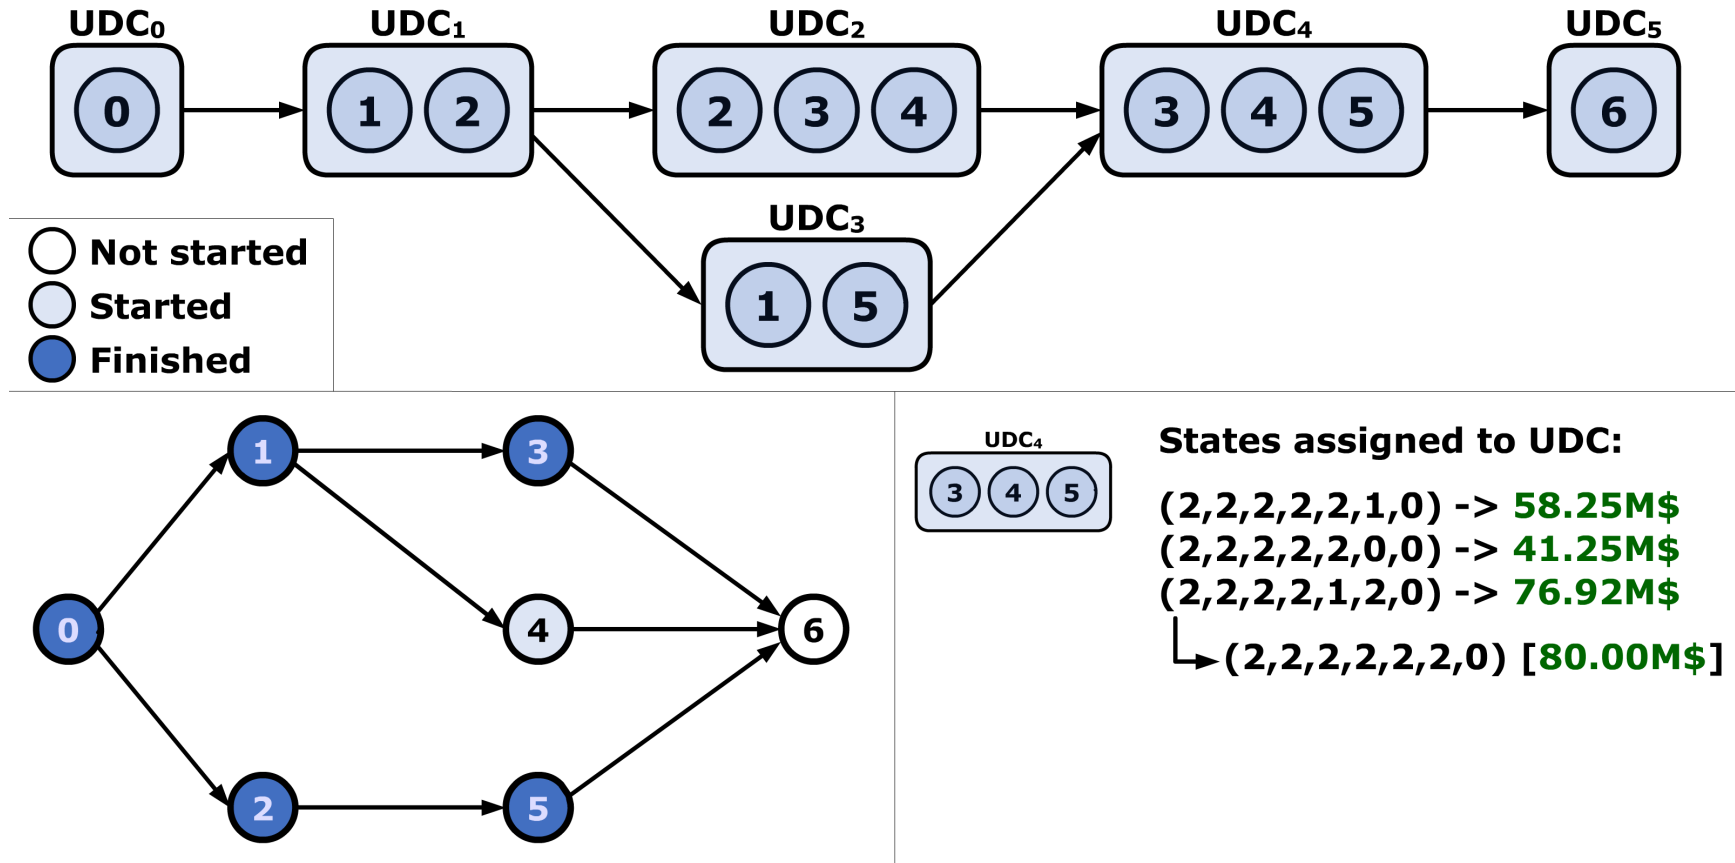 UDC₀ UDC₁ UDC₂ UDC₄ UDC₅
0 1 2 2 3 4 3 4 5 6
UDC₃
1 5
Not started
Started
Finished
1 3
0 4 6
2 5
UDC₄
3 4 5
States assigned to UDC:
(2,2,2,2,2,1,0) -> 58.25M$
(2,2,2,2,2,0,0) -> 41.25M$
(2,2,2,2,1,2,0) -> 76.92M$
(2,2,2,2,2,2,0) [80.00M$]